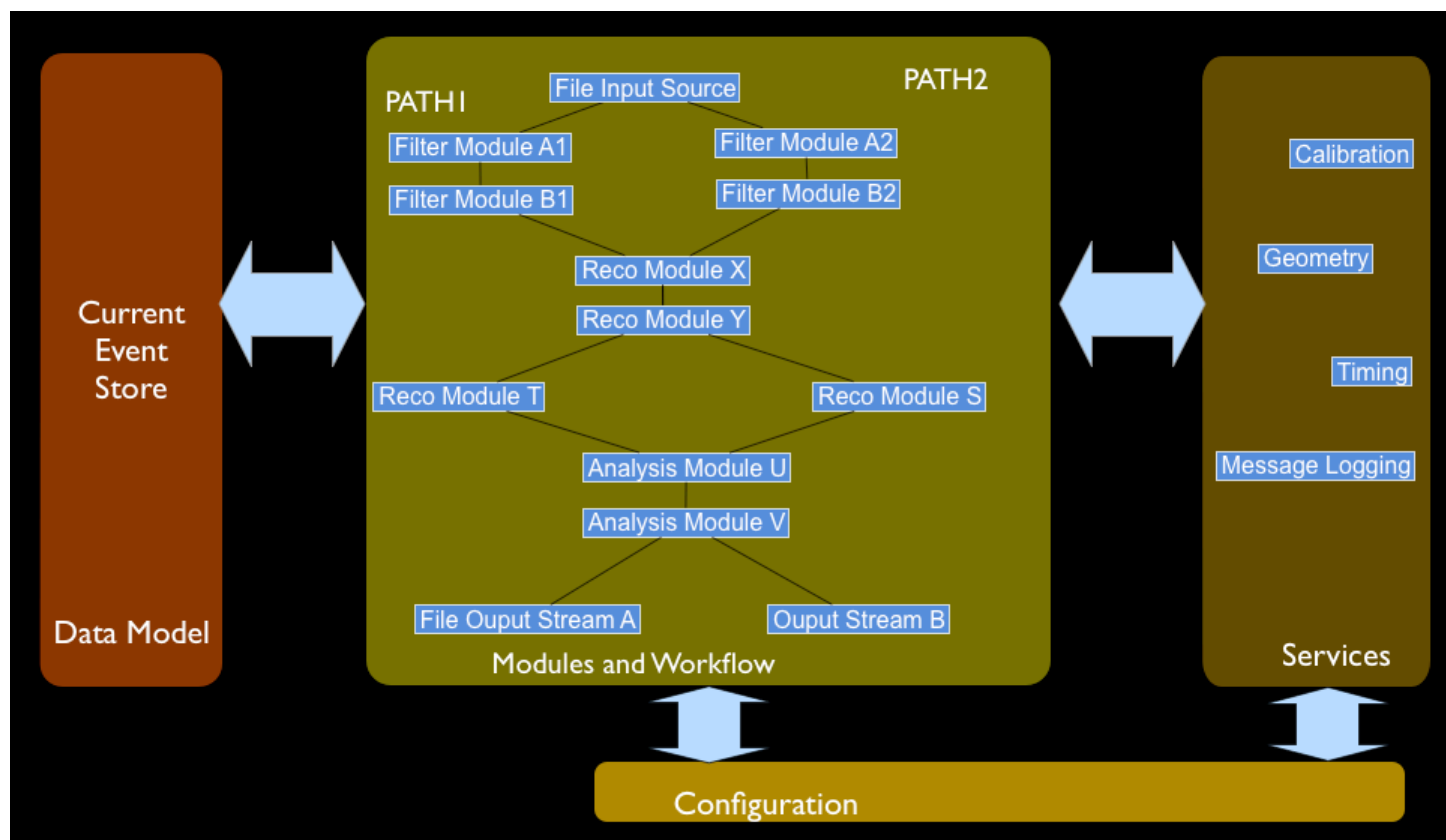 PATH1
PATH2
File Input Source
Filter Module A1
Filter Module A2
Filter Module B1
Filter Module B2
Reco Module X
Reco Module Y
Reco Module T
Reco Module S
Analysis Module U
Analysis Module V
File Ouput Stream A
Ouput Stream B
Modules and Workflow
Current
Event
Store
Data Model
Calibration
Geometry
Timing
Message Logging
Services
Configuration